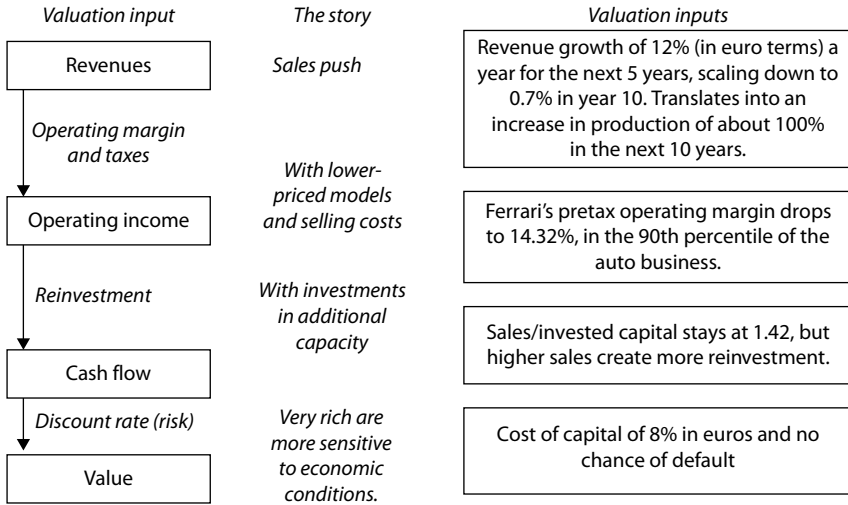 Valuation input
The story
Valuation inputs
Revenues
Sales push
Revenue growth of 12% (in euro terms) a
year for the next 5 years, scaling down to
0.7% in year 10. Translates into an
increase in production of about 100%
in the next 10 years.
Operating margin
and taxes
With lower-
priced models
and selling costs
Operating income
Ferrari’s pretax operating margin drops
to 14.32%, in the 90th percentile of the
auto business.
Reinvestment
With investments
in additional
capacity
Sales/invested capital stays at 1.42, but
higher sales create more reinvestment.
Cash flow
Discount rate (risk)
Very rich are
more sensitive
to economic
conditions.
Cost of capital of 8% in euros and no
chance of default
Value